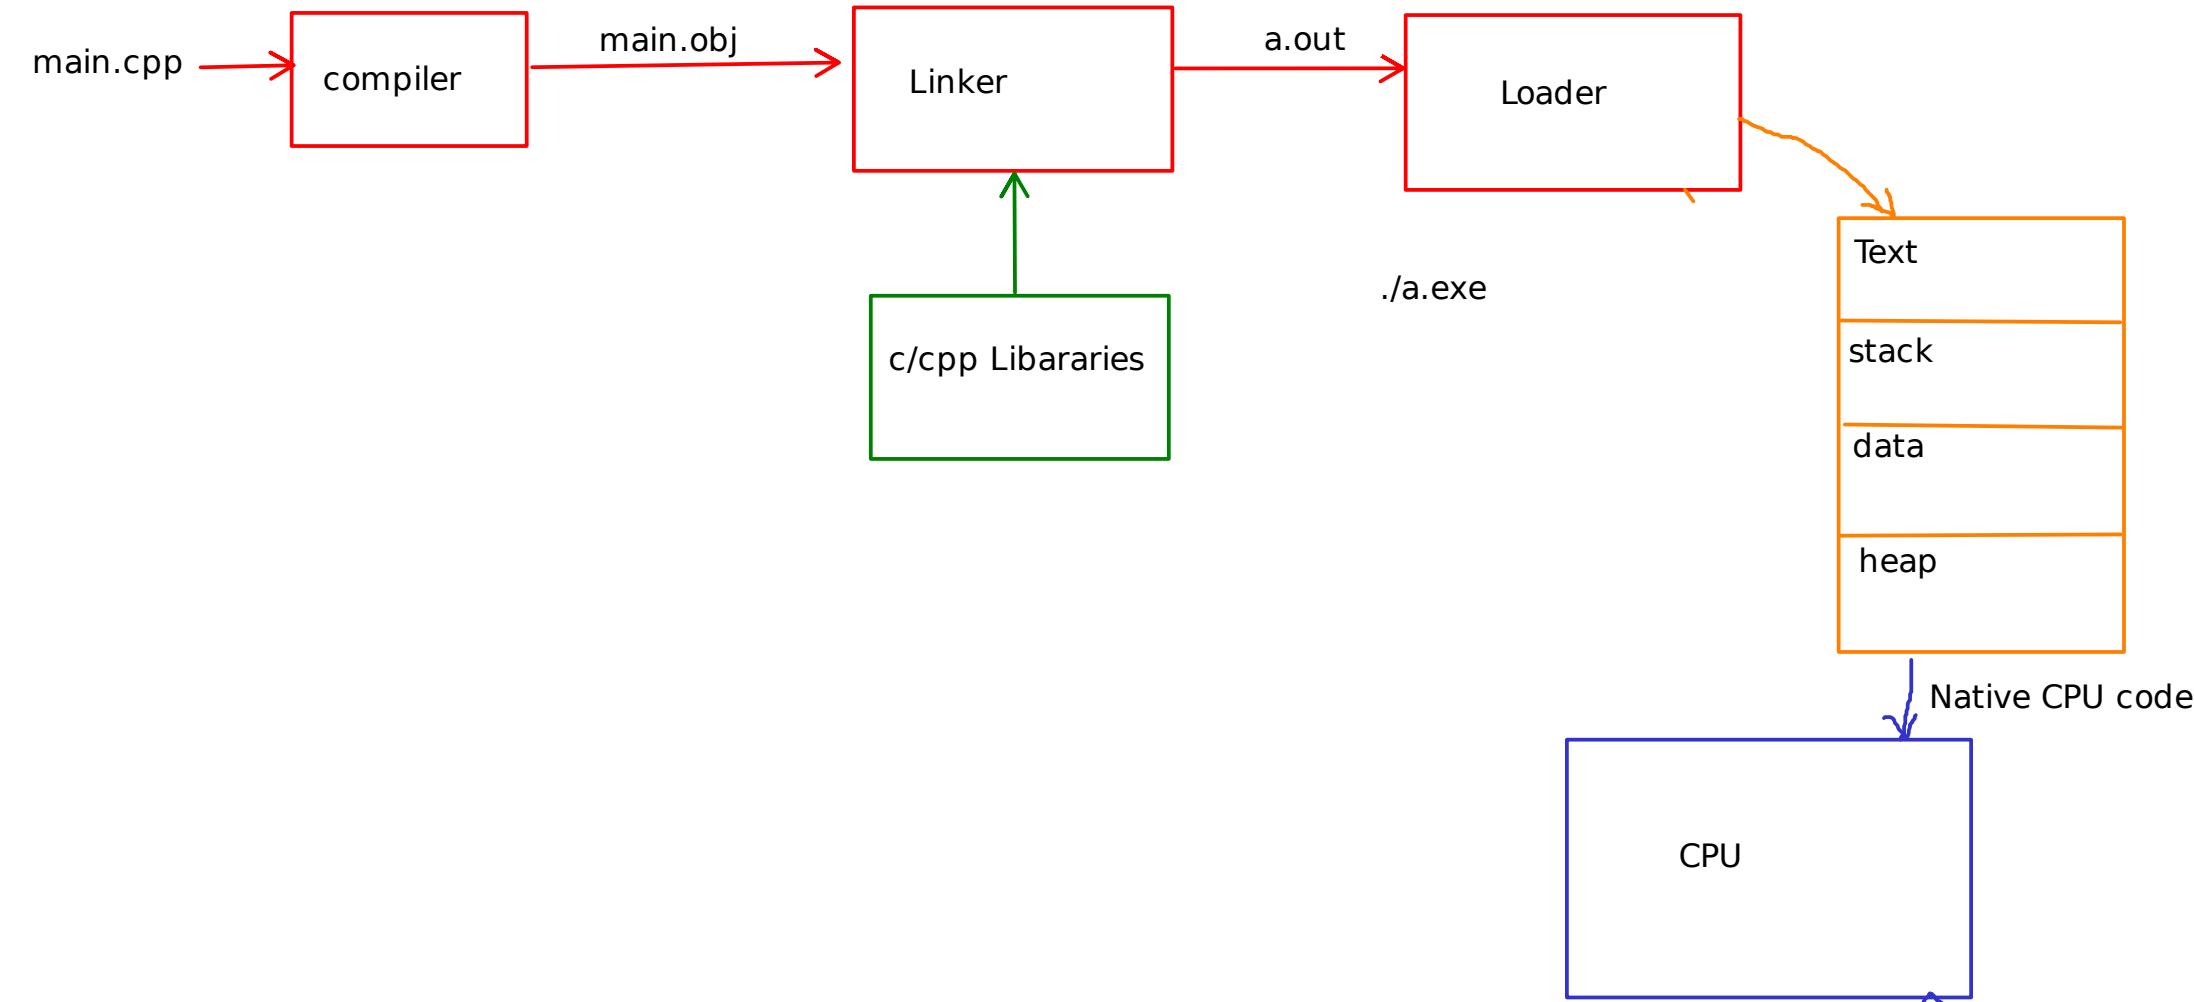 main.cpp
compiler
main.obj
Linker
a.out
Loader
c/cpp Libararies
./a.exe
Text
stack
data
heap
Native CPU code
CPU